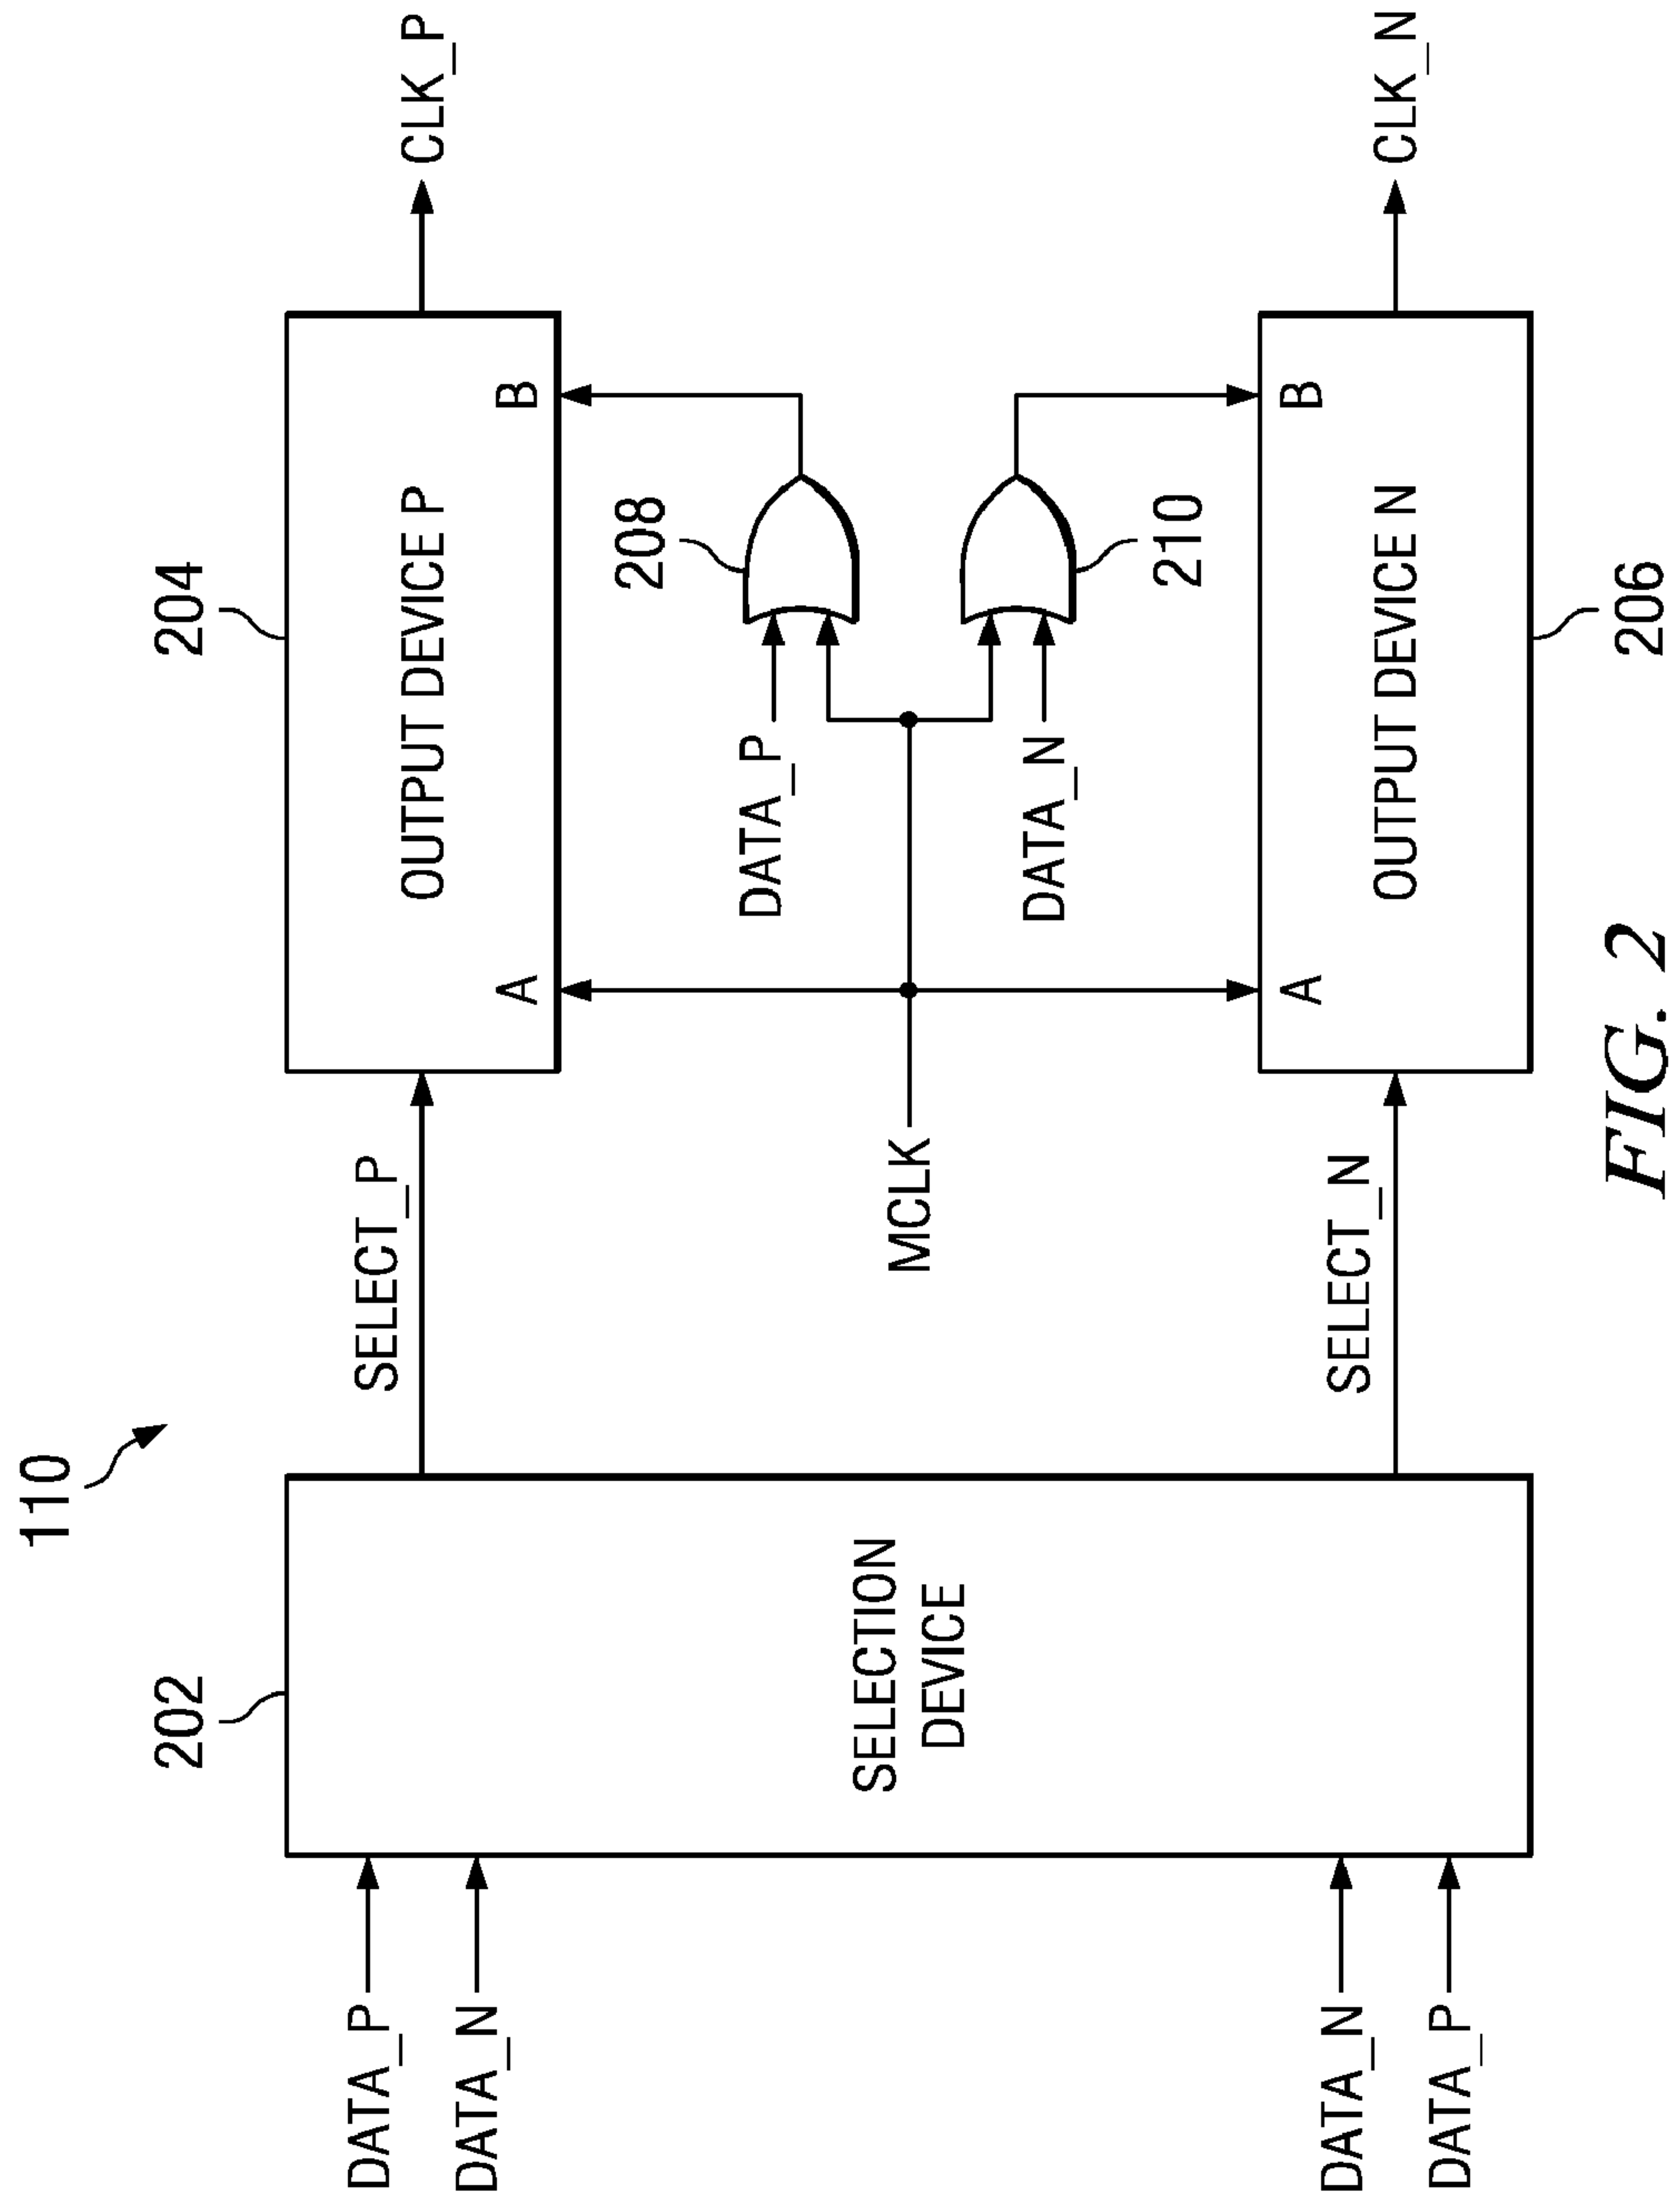 110
202
DATA_P
DATA_N
DATA_N
DATA_P
SELECTION
DEVICE
SELECT_P
SELECT_N
MCLK
204
OUTPUT DEVICE P
A
B
CLK_P
DATA_P
208
DATA_N
210
A
B
OUTPUT DEVICE N
206
CLK_N
FIG. 2